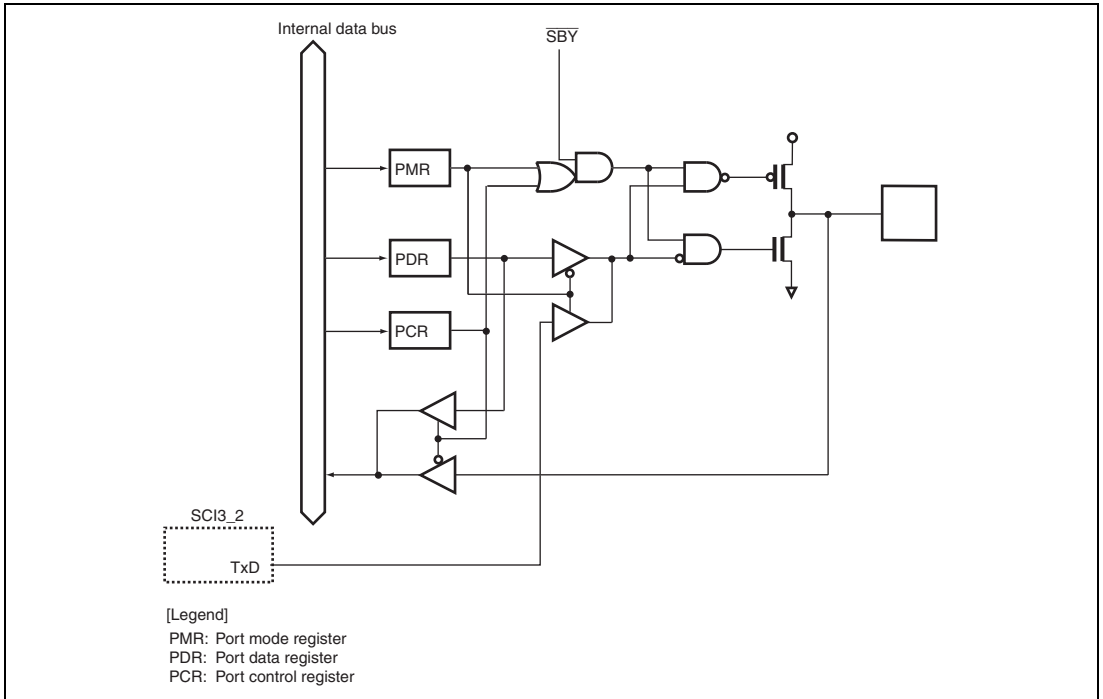 Internal data bus
SBY
PMR
PDR
PCR
SCI3_2
TxD
[Legend]
PMR: Port mode register
PDR: Port data register
PCR: Port control register